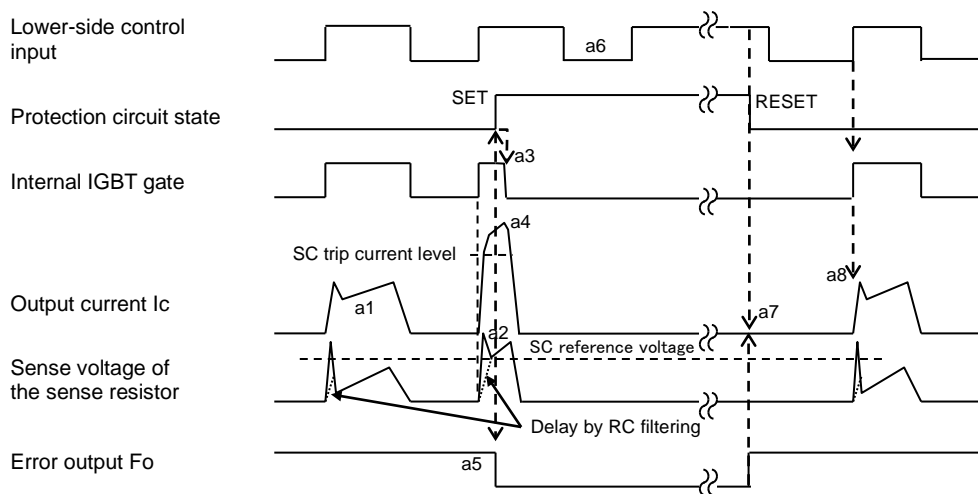 Lower-side control
input
a6
SET
RESET
Protection circuit state
a3
Internal IGBT gate
a4
SC trip current level
a8
Output current Ic
a1
a7
a2
SC reference voltage
Sense voltage of
the sense resistor
Delay by RC filtering
Error output Fo
a5